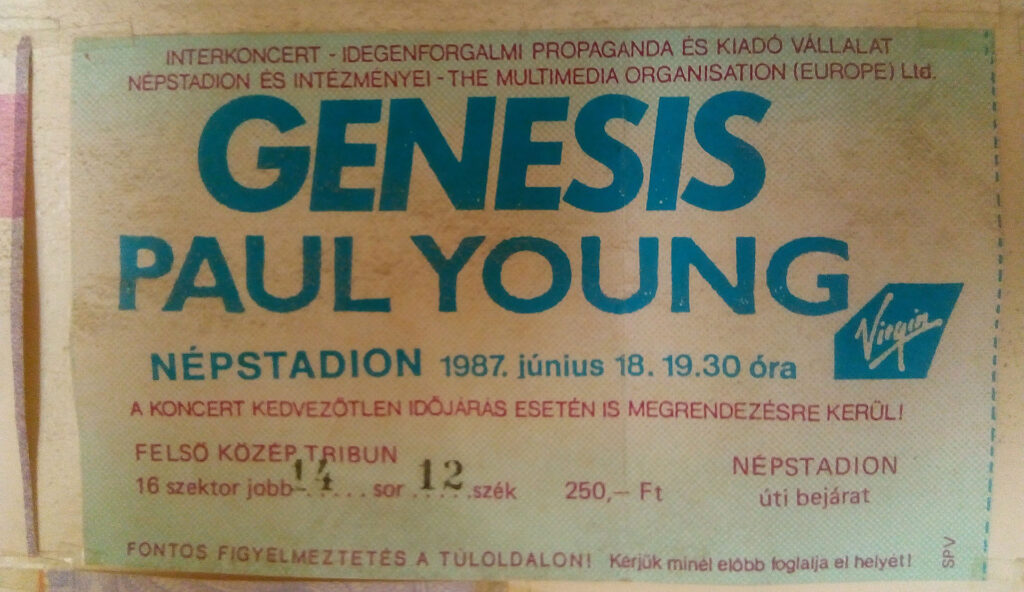 INTERKONCERT - IDEGENFORGALMI PROPAGANDA ÉS KIADÓ VÁLLALAT
NÉPSTADION ÉS INTÉZMÉNYEI - THE MULTIMEDIA ORGANISATION (EUROPE) Ltd.
GENESIS
PAUL YOUNG
Virgin
NÉPSTADION 1987. június 18. 19.30 óra
A KONCERT KEDVEZŐTLEN IDŐJÁRÁS ESETÉN IS MEGRENDEZÉSRE KERÜL!
FELSŐ KÖZÉP TRIBUN
16 szektor jobb 14 sor 12 szék 250,— Ft
NÉPSTADION
úti bejárat
FONTOS FIGYELMEZTETÉS A TÚLOLDALON! Kérjük minél előbb foglalja el helyét!
SPV